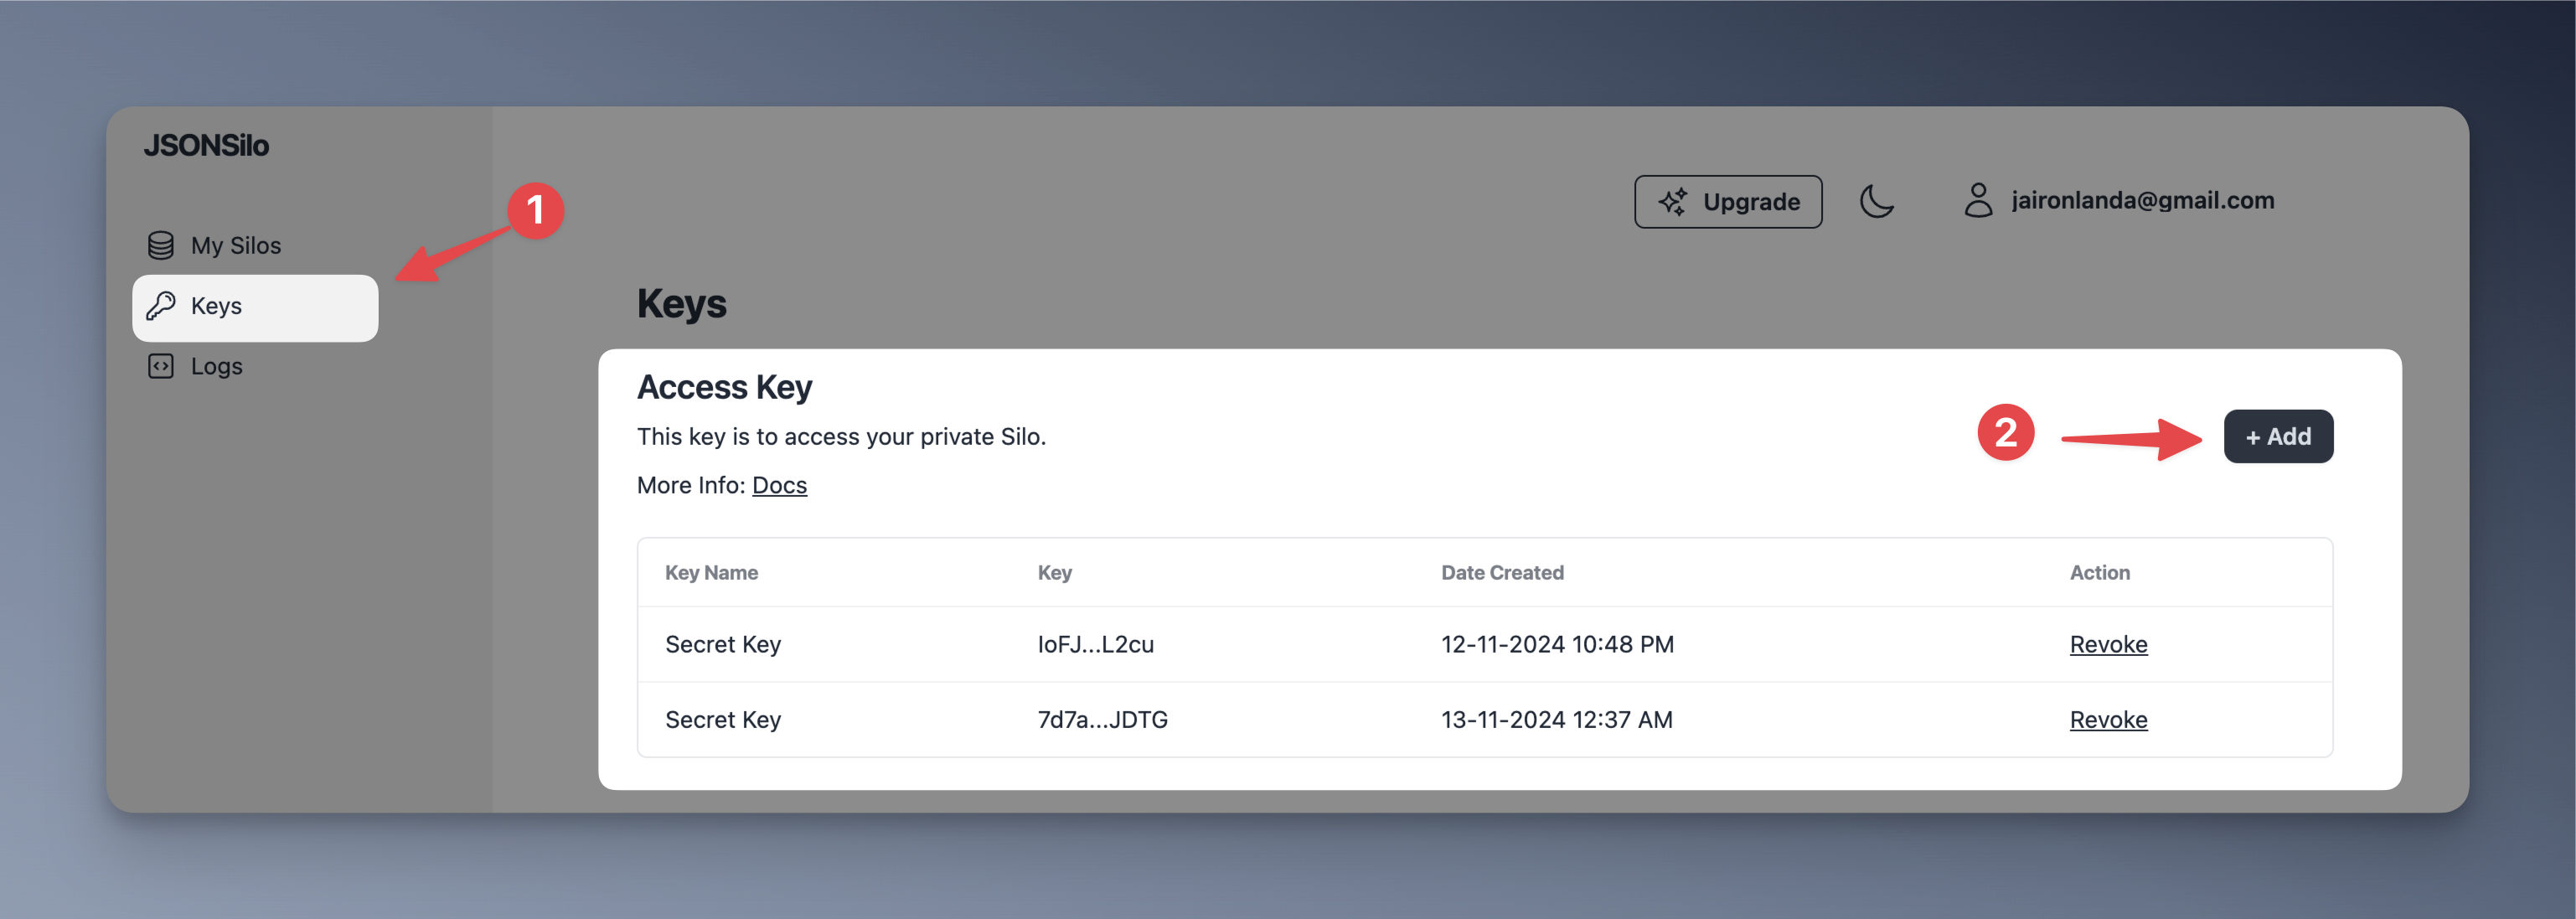 JSONSilo
My Silos
Keys
Logs
1
Upgrade
jaironlanda@gmail.com
Keys
Access Key
This key is to access your private Silo.
More Info: Docs
2
+ Add
Key Name Key Date Created Action
Secret Key IoFJ...L2cu 12-11-2024 10:48 PM Revoke
Secret Key 7d7a...JDTG 13-11-2024 12:37 AM Revoke